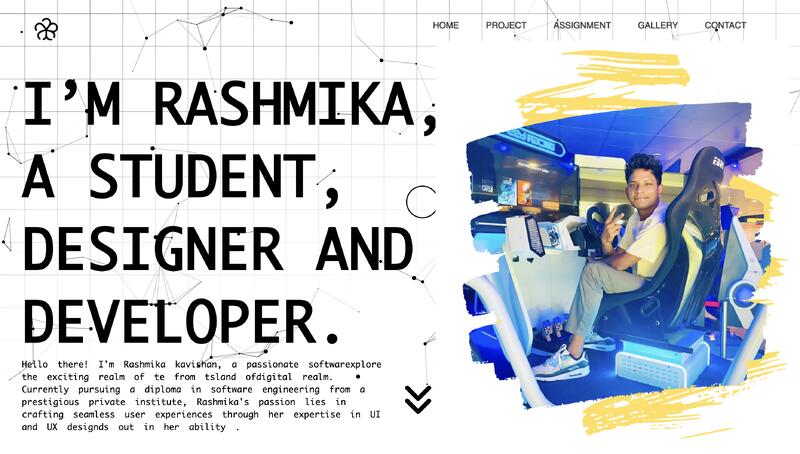 HOME PROJECT ASSIGNMENT GALLERY CONTACT
I'M RASHMIKA,
A STUDENT,
DESIGNER AND
DEVELOPER.
Hello there! I'm Rashmika kavishan, a passionate softwarexplore
the exciting realm of te from tsland ofdigital realm.
Currently pursuing a diploma in software engineering from a
prestigious private institute, Rashmika's passion lies in
crafting seamless user experiences through her expertise in UI
and UX designds out in her ability .